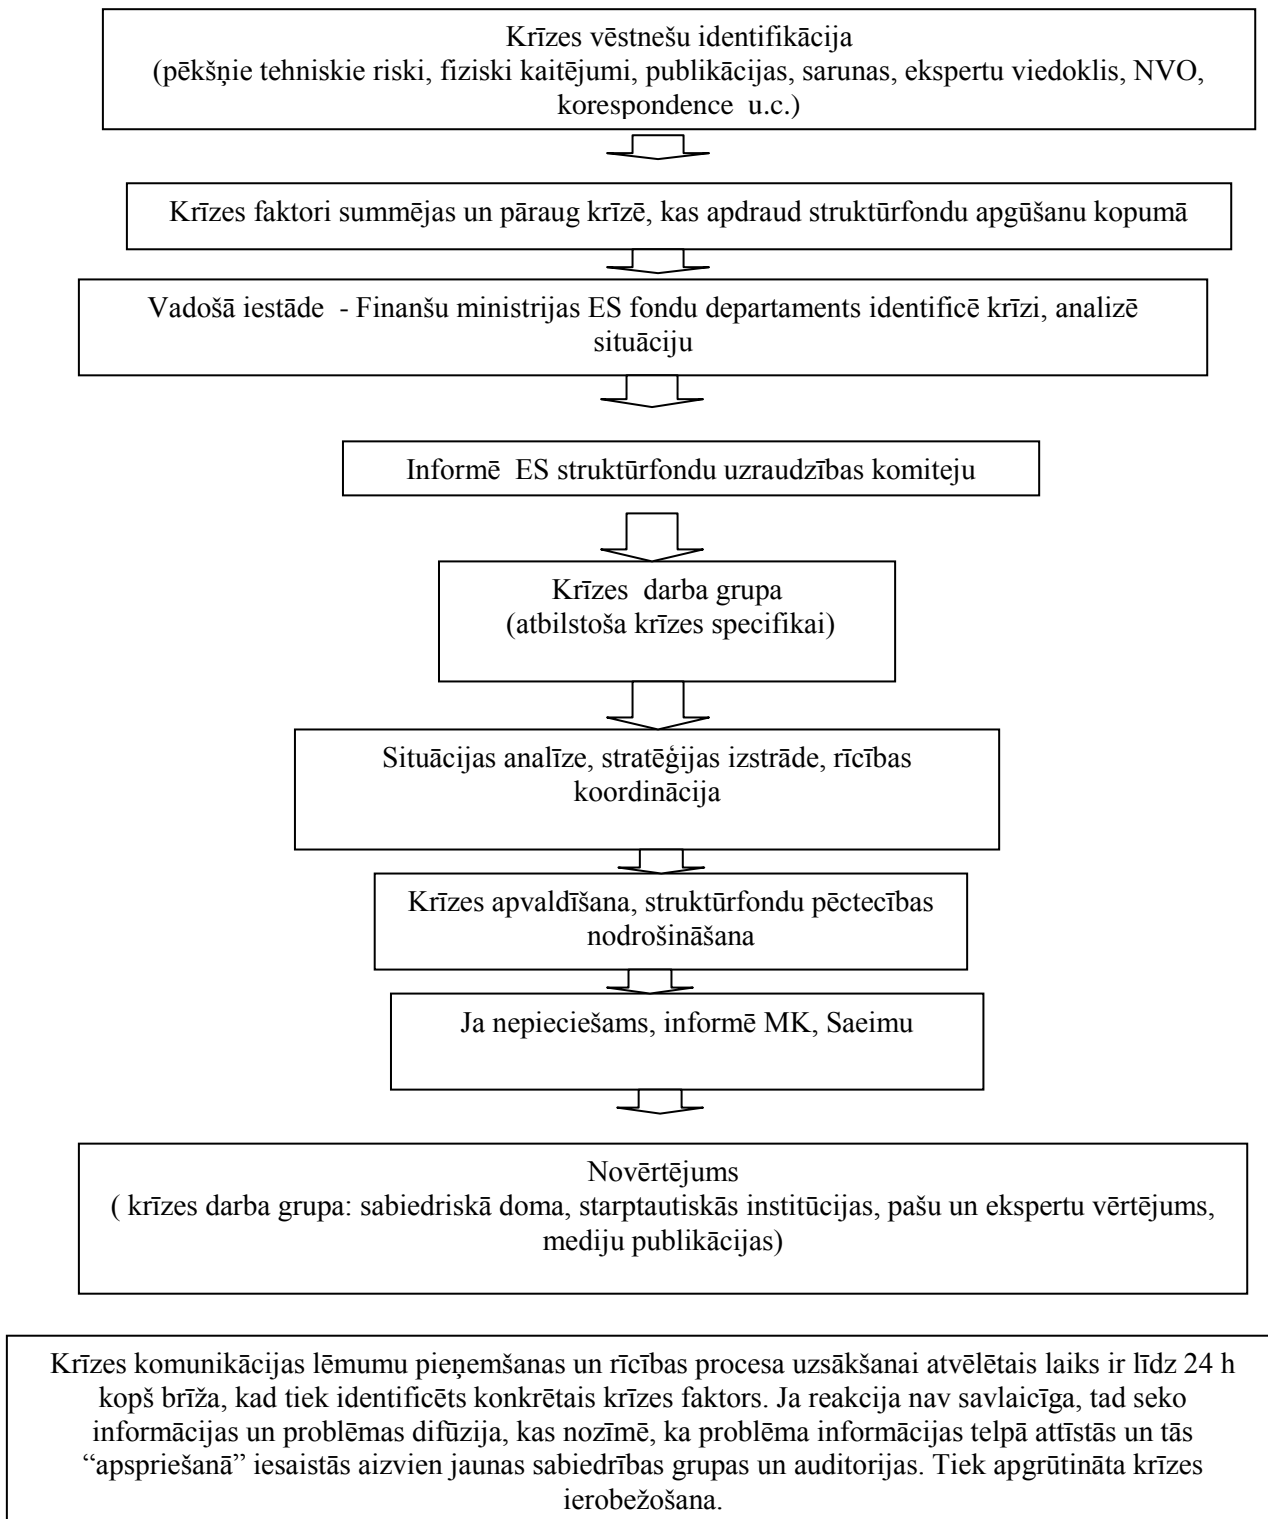 Krīzes vēstnešu identifikācija
(pēkšņie tehniskie riski, fiziski kaitējumi, publikācijas, sarunas, ekspertu viedoklis, NVO,
korespondence u.c.)
Krīzes faktori summējas un pāraug krīzē, kas apdraud struktūrfondu apgūšanu kopumā
Vadošā iestāde - Finanšu ministrijas ES fondu departaments identificē krīzi, analizē
situāciju
Informē ES struktūrfondu uzraudzības komiteju
Krīzes darba grupa
(atbilstoša krīzes specifikai)
Situācijas analīze, stratēģijas izstrāde, rīcības
koordinācija
Krīzes apvaldīšana, struktūrfondu pēctecības
nodrošināšana
Ja nepieciešams, informē MK, Saeimu
Novērtējums
( krīzes darba grupa: sabiedriskā doma, starptautiskās institūcijas, pašu un ekspertu vērtējums,
mediju publikācijas)
Krīzes komunikācijas lēmumu pieņemšanas un rīcības procesa uzsākšanai atvēlētais laiks ir līdz 24 h
kopš brīža, kad tiek identificēts konkrētais krīzes faktors. Ja reakcija nav savlaicīga, tad seko
informācijas un problēmas difūzija, kas nozīmē, ka problēma informācijas telpā attīstās un tās
“apspriešanā” iesaistās aizvien jaunas sabiedrības grupas un auditorijas. Tiek apgrūtināta krīzes
ierobežošana.